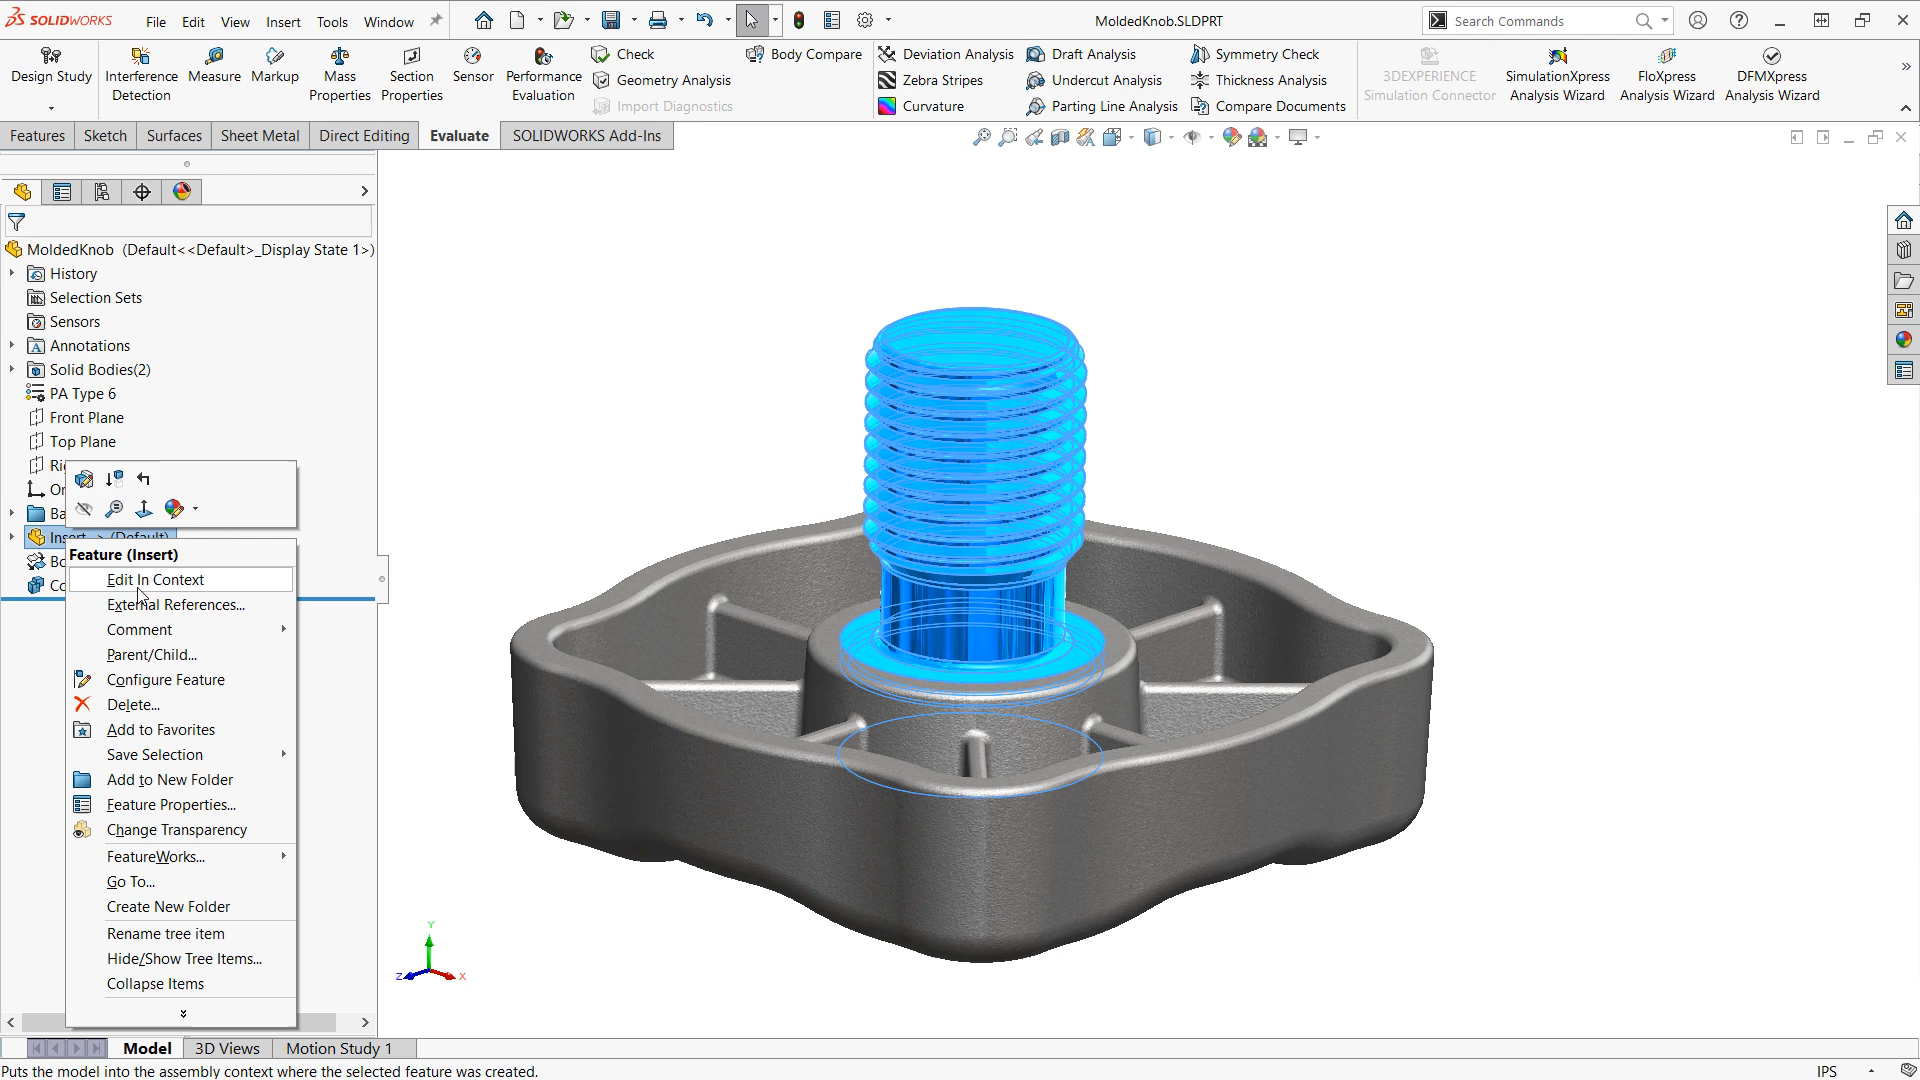 SOLIDWORKS File Edit View Insert Tools Window MoldedKnob.SLDPRT Search Commands
Design Study
Interference Detection
Measure
Markup
Mass Properties
Section Properties
Sensor
Performance Evaluation
Check
Geometry Analysis
Import Diagnostics
Body Compare
Deviation Analysis
Zebra Stripes
Curvature
Draft Analysis
Undercut Analysis
Parting Line Analysis
Symmetry Check
Thickness Analysis
Compare Documents
3DEXPERIENCE Simulation Connector
SimulationXpress Analysis Wizard
FloXpress Analysis Wizard
DFMXpress Analysis Wizard
Features Sketch Surfaces Sheet Metal Direct Editing Evaluate SOLIDWORKS Add-Ins
MoldedKnob (Default<<Default>_Display State 1>)
History
Selection Sets
Sensors
Annotations
Solid Bodies(2)
PA Type 6
Front Plane
Top Plane
Insert-> (Default)
Feature (Insert)
Edit In Context
External References...
Comment
Parent/Child...
Configure Feature
Delete...
Add to Favorites
Save Selection
Add to New Folder
Feature Properties...
Change Transparency
FeatureWorks...
Go To...
Create New Folder
Rename tree item
Hide/Show Tree Items...
Collapse Items
Y
Z X
Model 3D Views Motion Study 1
Puts the model into the assembly context where the selected feature was created. IPS